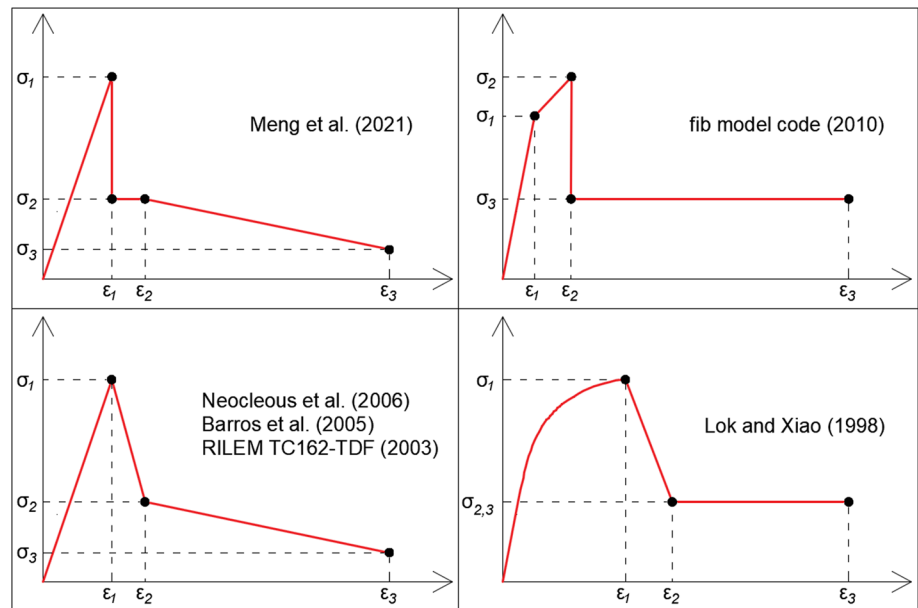 σ1
Meng et al. (2021)
σ2
σ3
ε1
ε2
ε3
σ2
σ1
fib model code (2010)
σ3
ε1
ε2
ε3
σ1
Neocleous et al. (2006)
Barros et al. (2005)
RILEM TC162-TDF (2003)
σ2
σ3
ε1
ε2
ε3
σ1
Lok and Xiao (1998)
σ2,3
ε1
ε2
ε3